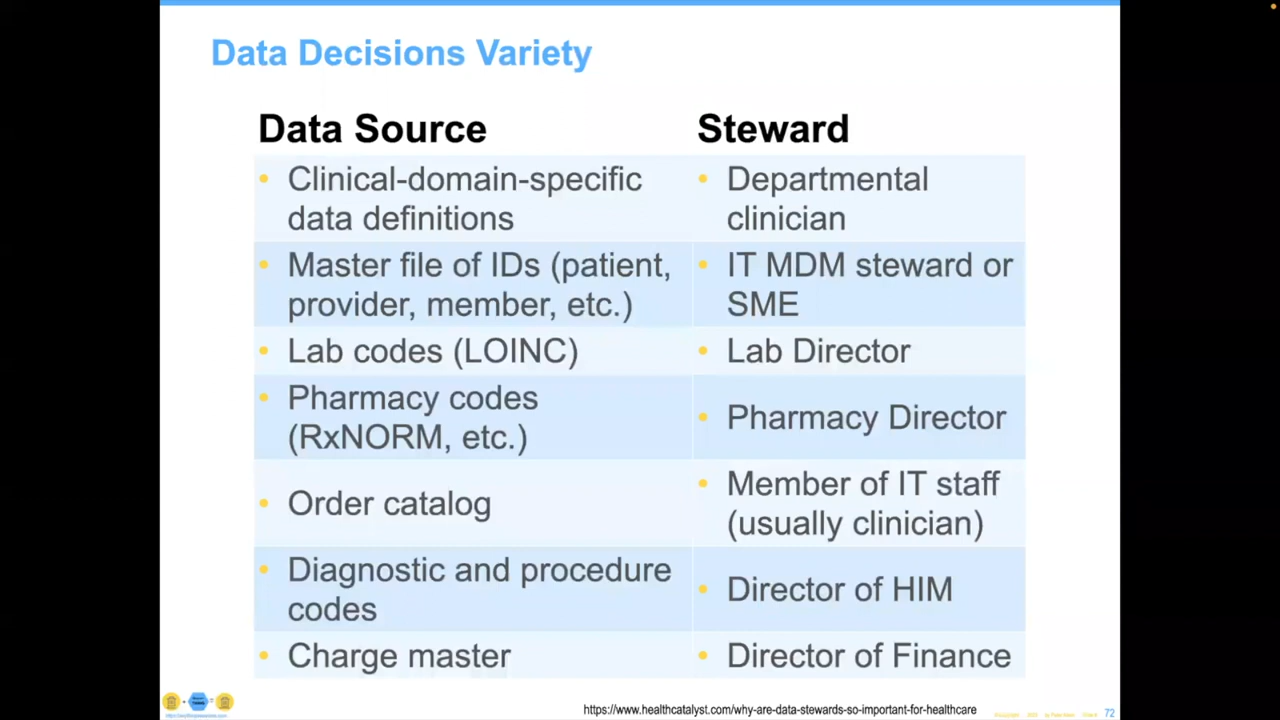 Data Decisions Variety
Data Source
Steward
• Clinical-domain-specific
data definitions
• Departmental
clinician
• Master file of IDs (patient,
provider, member, etc.)
• IT MDM steward or
SME
• Lab codes (LOINC)
• Lab Director
• Pharmacy codes
(RxNORM, etc.)
• Pharmacy Director
• Order catalog
• Member of IT staff
(usually clinician)
• Diagnostic and procedure
codes
• Director of HIM
• Charge master
• Director of Finance
https://www.healthcatalyst.com/why-are-data-stewards-so-important-for-healthcare
72